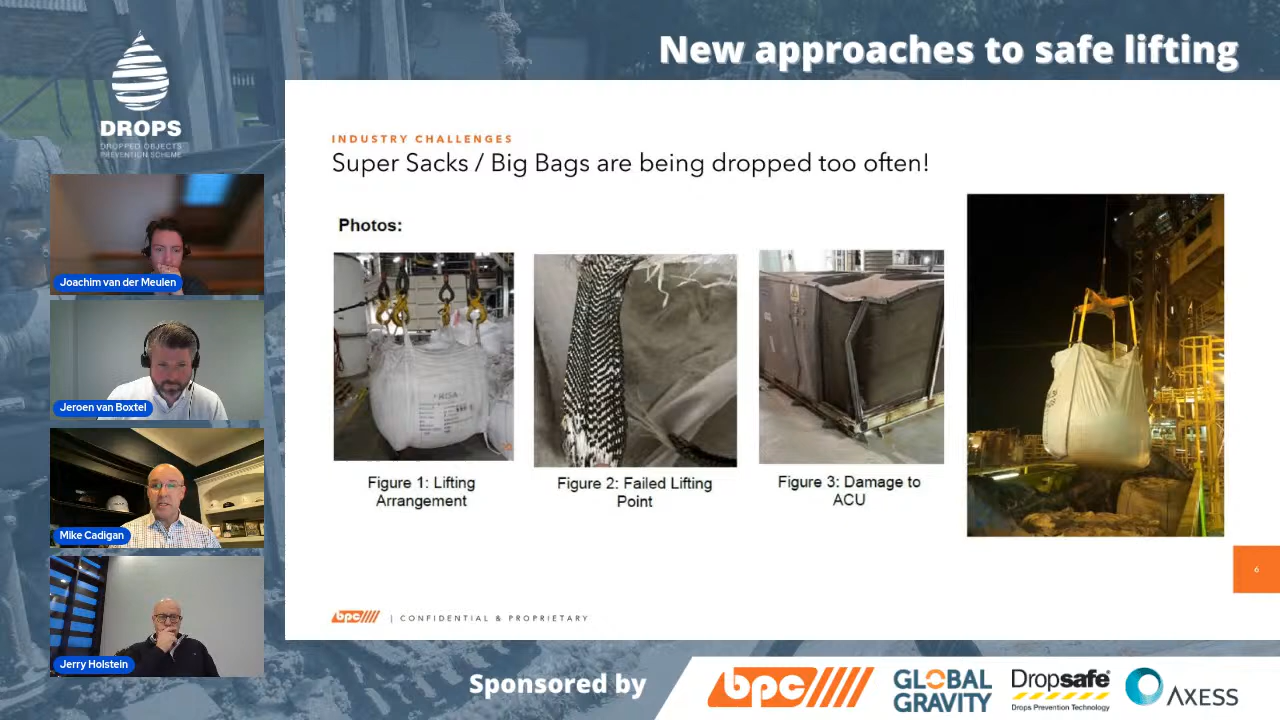 New approaches to safe lifting
DROPS
DROPPED OBJECTS
PREVENTION SCHEME
Joachim van der Meulen
Jeroen van Boxtel
Mike Cadigan
Jerry Holstein
INDUSTRY CHALLENGES
Super Sacks / Big Bags are being dropped too often!
Photos:
Figure 1: Lifting
Arrangement
Figure 2: Failed Lifting
Point
Figure 3: Damage to
ACU
6
bpc | CONFIDENTIAL & PROPRIETARY
Sponsored by
bpc
GLOBAL
GRAVITY
Dropsafe®
Drops Prevention Technology
AXESS